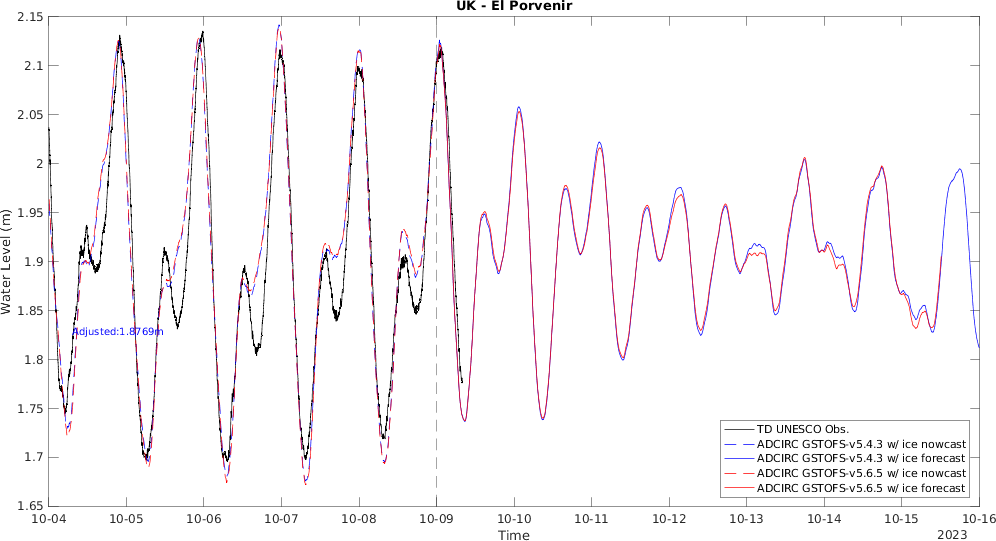 UK - El Porvenir
2.15
2.1
2.05
2
1.95
1.9
1.85
1.8
1.75
1.7
1.65
Water Level (m)
Adjusted:1.8769m
TD UNESCO Obs.
ADCIRC GSTOFS-v5.4.3 w/ ice nowcast
ADCIRC GSTOFS-v5.4.3 w/ ice forecast
ADCIRC GSTOFS-v5.6.5 w/ ice nowcast
ADCIRC GSTOFS-v5.6.5 w/ ice forecast
10-04 10-05 10-06 10-07 10-08 10-09 10-10 10-11 10-12 10-13 10-14 10-15 10-16
Time
2023